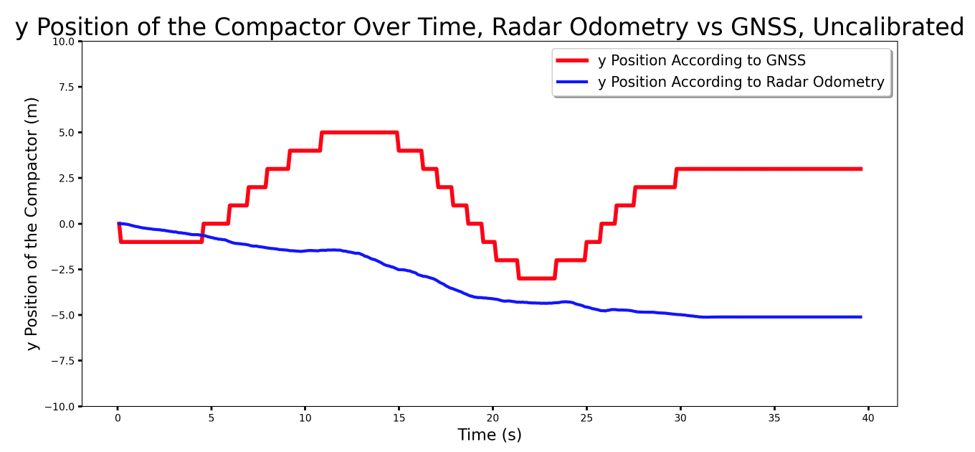 y Position of the Compactor Over Time, Radar Odometry vs GNSS, Uncalibrated
y Position According to GNSS
y Position According to Radar Odometry
y Position of the Compactor (m)
10.0
7.5
5.0
2.5
0.0
−2.5
−5.0
−7.5
−10.0
0 5 10 15 20 25 30 35 40
Time (s)